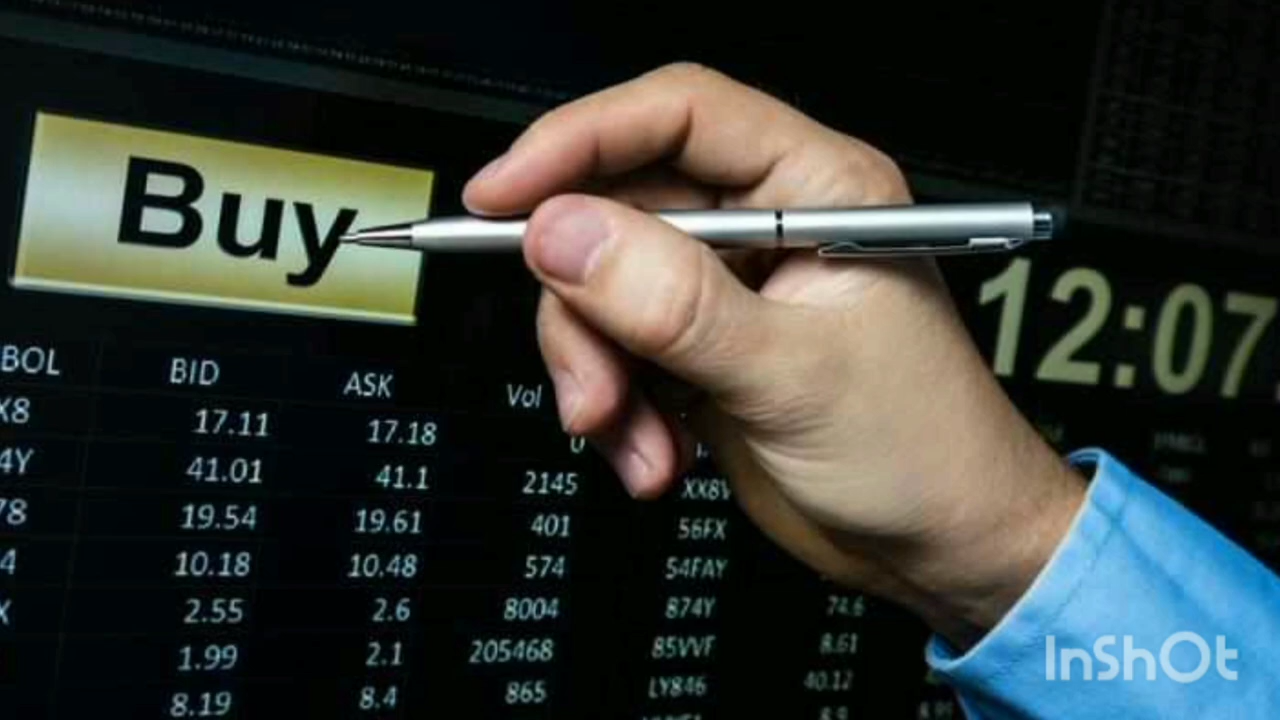 Buy
12:07
BOL BID ASK Vol
X8 17.11 17.18 0
4Y 41.01 41.1 2145 XX8V
78 19.54 19.61 401 56FX
4 10.18 10.48 574 54FAY
X 2.55 2.6 8004 874Y 74.6
1.99 2.1 205468 85VVF 8.61
8.19 8.4 865 LY846 40.12
InShOt